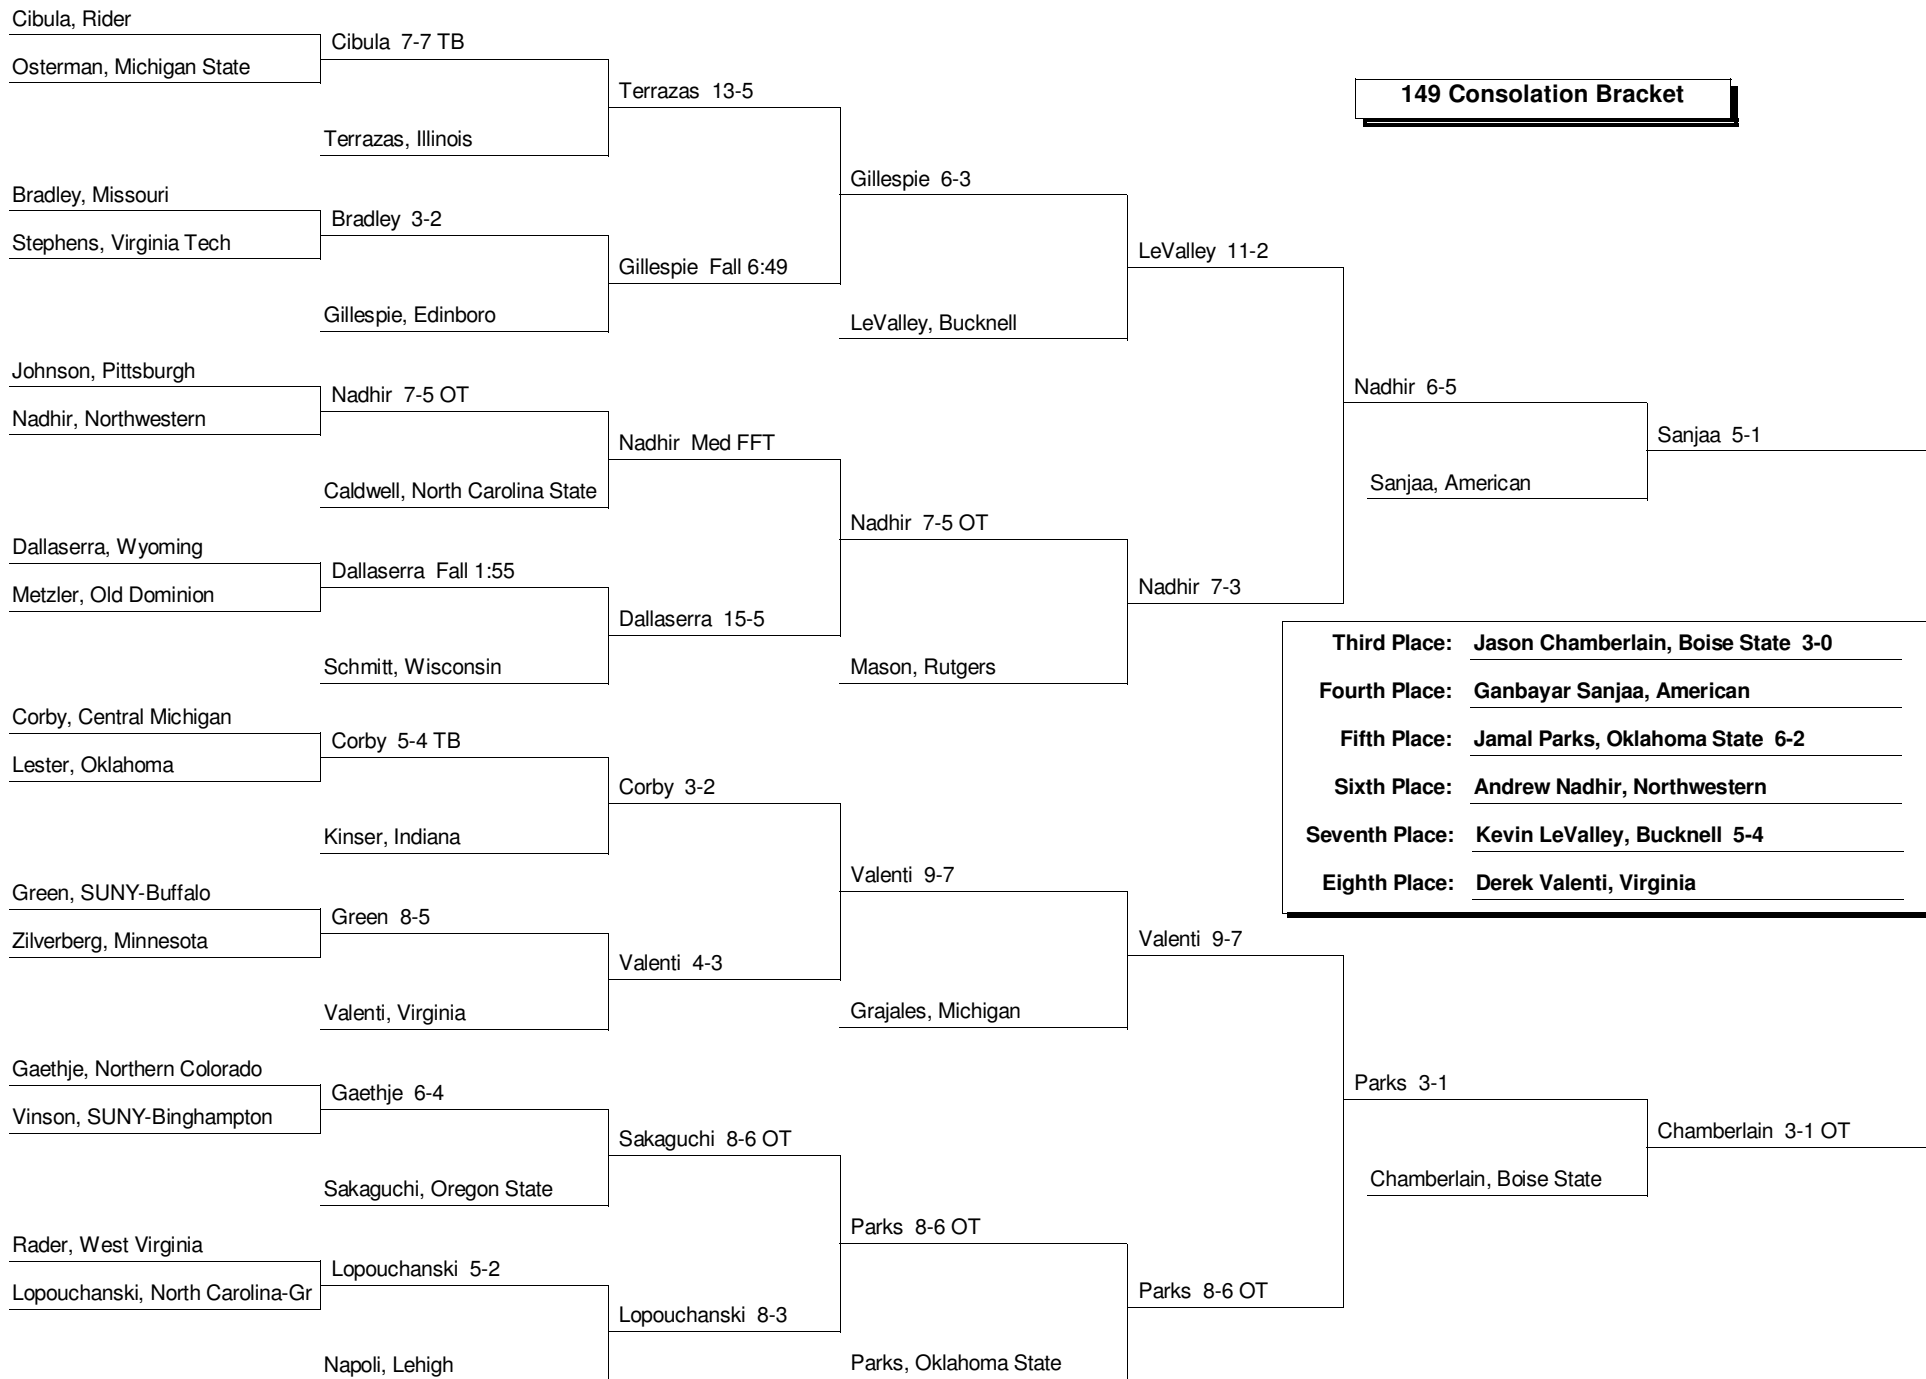 Cibula, Rider
Osterman, Michigan State
Cibula 7-7 TB
Terrazas, Illinois
Terrazas 13-5
149 Consolation Bracket
Bradley, Missouri
Stephens, Virginia Tech
Bradley 3-2
Gillespie, Edinboro
Gillespie Fall 6:49
Gillespie 6-3
LeValley, Bucknell
LeValley 11-2
Johnson, Pittsburgh
Nadhir, Northwestern
Nadhir 7-5 OT
Caldwell, North Carolina State
Nadhir Med FFT
Dallaserra, Wyoming
Metzler, Old Dominion
Dallaserra Fall 1:55
Schmitt, Wisconsin
Dallaserra 15-5
Nadhir 7-5 OT
Mason, Rutgers
Nadhir 7-3
Nadhir 6-5
Sanjaa, American
Sanjaa 5-1
Third Place: Jason Chamberlain, Boise State 3-0
Fourth Place: Ganbayar Sanjaa, American
Fifth Place: Jamal Parks, Oklahoma State 6-2
Sixth Place: Andrew Nadhir, Northwestern
Seventh Place: Kevin LeValley, Bucknell 5-4
Eighth Place: Derek Valenti, Virginia
Corby, Central Michigan
Lester, Oklahoma
Corby 5-4 TB
Kinser, Indiana
Corby 3-2
Green, SUNY-Buffalo
Zilverberg, Minnesota
Green 8-5
Valenti, Virginia
Valenti 4-3
Valenti 9-7
Grajales, Michigan
Valenti 9-7
Gaethje, Northern Colorado
Vinson, SUNY-Binghampton
Gaethje 6-4
Sakaguchi, Oregon State
Sakaguchi 8-6 OT
Rader, West Virginia
Lopouchanski, North Carolina-Gr
Lopouchanski 5-2
Napoli, Lehigh
Lopouchanski 8-3
Parks 8-6 OT
Parks, Oklahoma State
Parks 8-6 OT
Parks 3-1
Chamberlain, Boise State
Chamberlain 3-1 OT